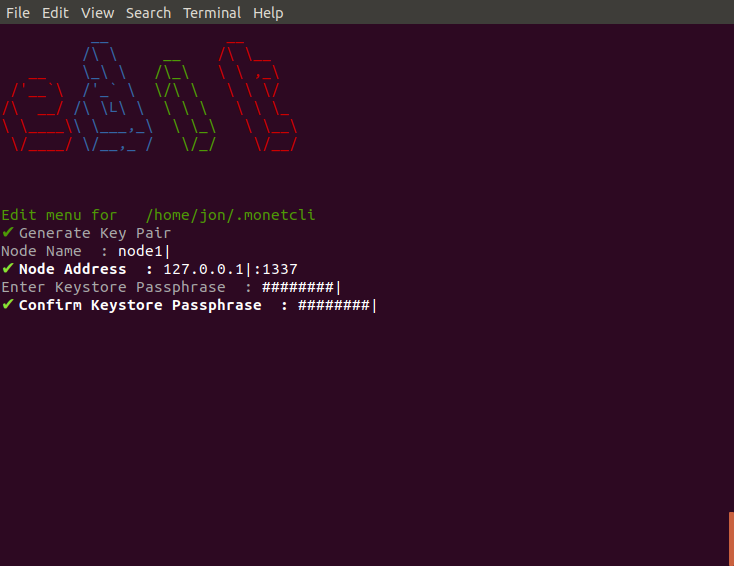 File Edit View Search Terminal Help
edit
Edit menu for /home/jon/.monetcli
✔ Generate Key Pair
Node Name : node1|
✔ Node Address : 127.0.0.1|:1337
Enter Keystore Passphrase : ########|
✔ Confirm Keystore Passphrase : ########|